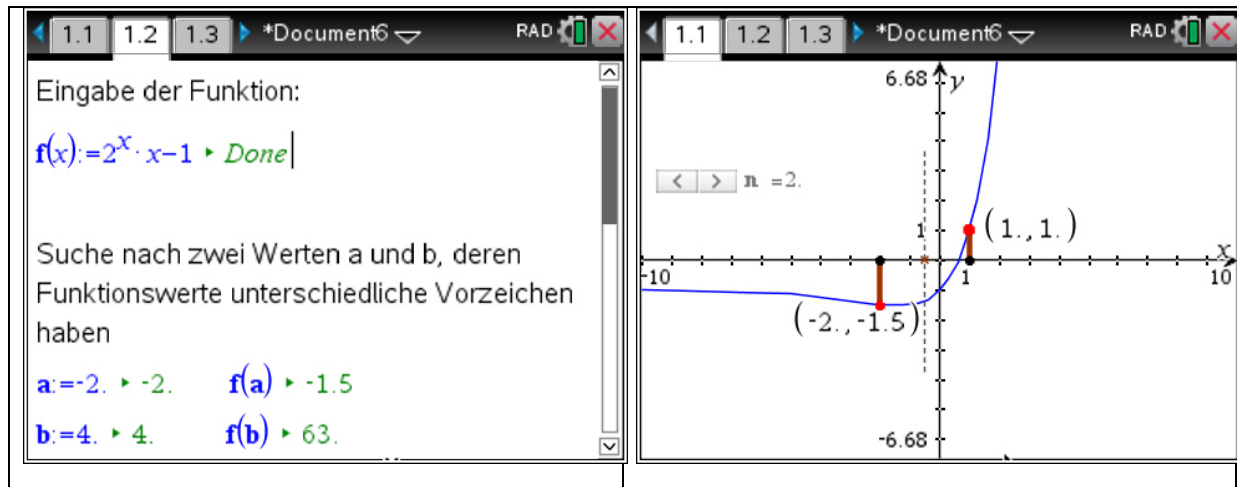 1.1 1.2 1.3 *Document6 RAD
Eingabe der Funktion:
f(x):=2^x· x−1 ▸ Done
Suche nach zwei Werten a und b, deren
Funktionswerte unterschiedliche Vorzeichen
haben
a:=-2. ▸ -2. f(a) ▸ -1.5
b:=4. ▸ 4. f(b) ▸ 63.
1.1 1.2 1.3 *Document6 RAD
6.68 y
< > n =2.
1 (1.,1.)
x
-10 1 10
(-2.,-1.5)
-6.68